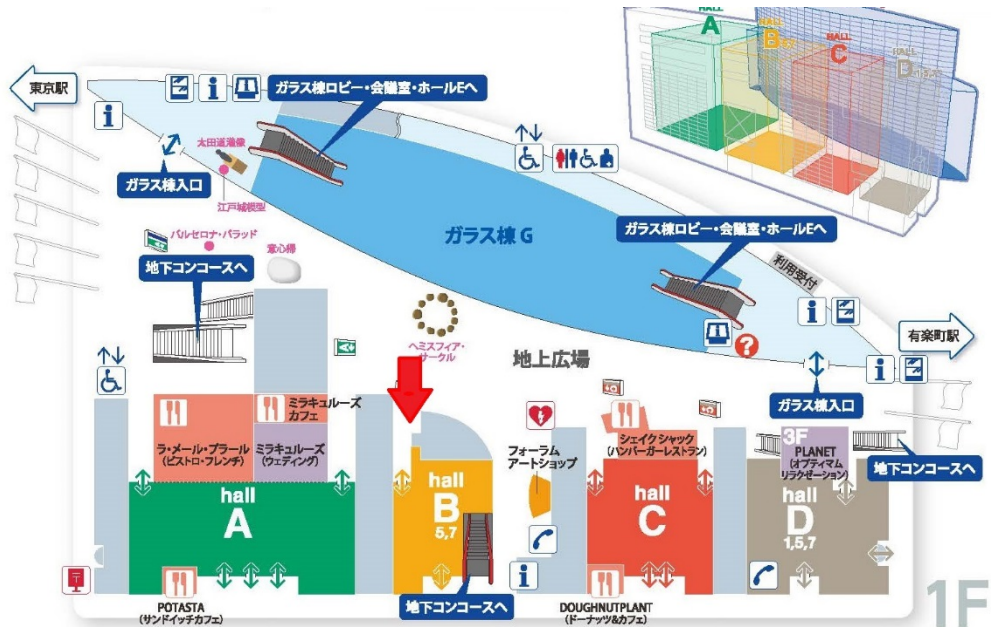 HALL
A
HALL
B5,7
HALL
C
HALL
D1,5,7
東京駅
ガラス棟ロビー・会議室・ホールEへ
太田道灌像
ガラス棟入口
江戸城模型
ガラス棟 G
ガラス棟ロビー・会議室・ホールEへ
利用受付
バルセロナ・バラッド
意心帰
地下コンコースへ
ヘミスフィア・
サークル
地上広場
有楽町駅
ガラス棟入口
ミラキュルーズ
カフェ
ラ・メール・プラール
(ビストロ・フレンチ)
ミラキュルーズ
(ウェディング)
フォーラム
アートショップ
シェイク シャック
(ハンバーガーレストラン)
3F
PLANET
(オプティマム
リラクゼーション)
地下コンコースへ
hall
A
hall
B
5,7
hall
C
hall
D
1,5,7
POTASTA
(サンドイッチカフェ)
地下コンコースへ
DOUGHNUTPLANT
(ドーナッツ&カフェ)
1F